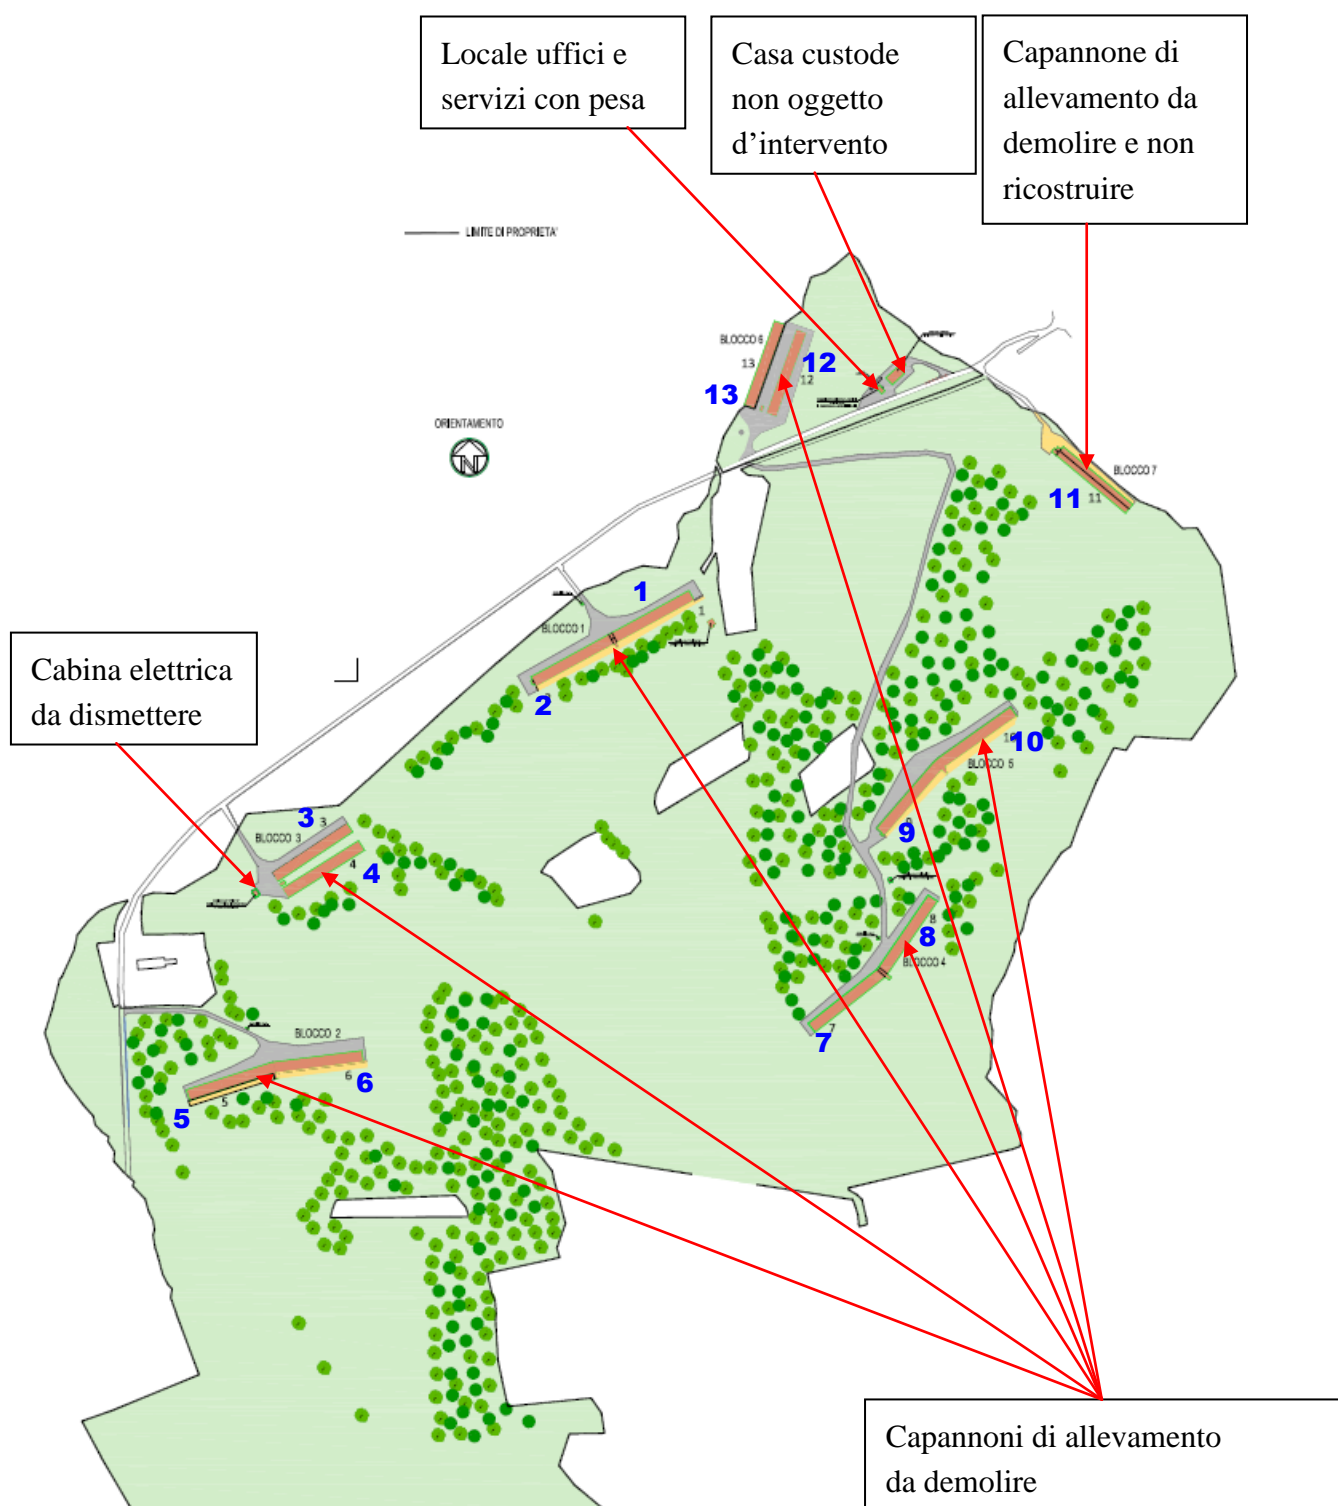 Locale uffici e
servizi con pesa
Casa custode
non oggetto
d’intervento
Capannone di
allevamento da
demolire e non
ricostruire
LIMITE DI PROPRIETA'
BLOCCO 6
13
12
12
13
ORIENTAMENTO
N
BLOCCO 7
11
11
1
1
BLOCCO 1
2
Cabina elettrica
da dismettere
10
10
BLOCCO 5
9
9
3
3
BLOCCO 3
4
4
8
8
BLOCCO 4
7
7
BLOCCO 2
6
6
5
5
Capannoni di allevamento
da demolire